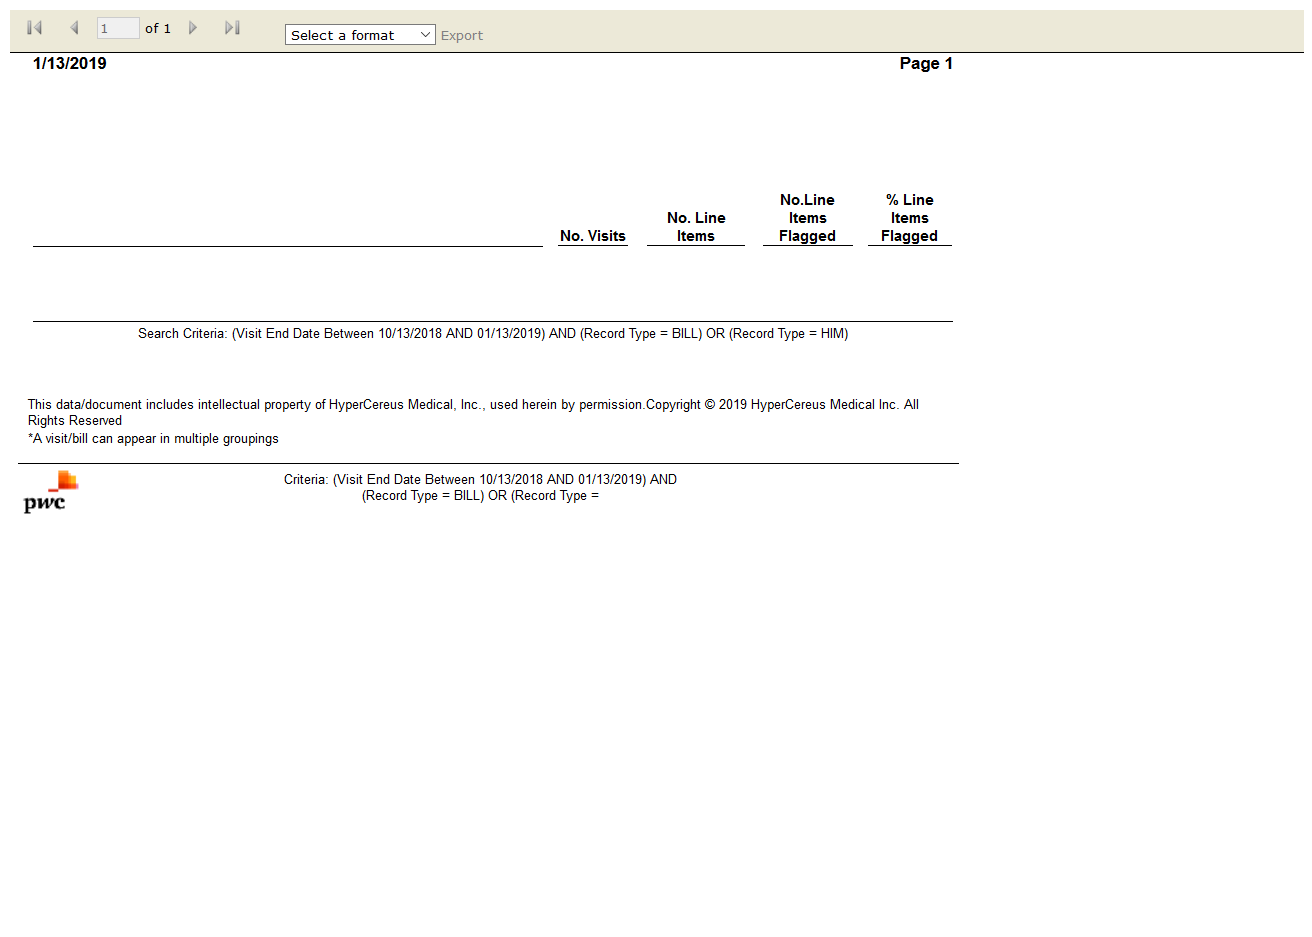 1 of 1 Select a format Export
1/13/2019 Page 1
No.Line % Line
No. Line Items Items
No. Visits Items Flagged Flagged
Search Criteria: (Visit End Date Between 10/13/2018 AND 01/13/2019) AND (Record Type = BILL) OR (Record Type = HIM)
This data/document includes intellectual property of HyperCereus Medical, Inc., used herein by permission.Copyright © 2019 HyperCereus Medical Inc. All
Rights Reserved
*A visit/bill can appear in multiple groupings
Criteria: (Visit End Date Between 10/13/2018 AND 01/13/2019) AND
(Record Type = BILL) OR (Record Type =
pwc